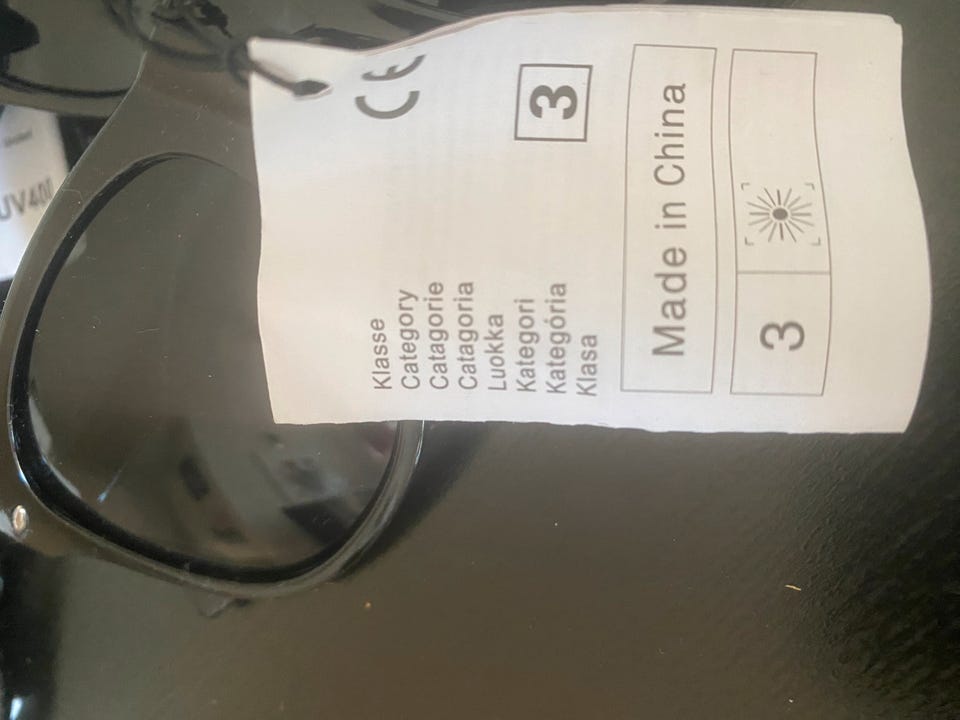 CE
3
Klasse
Category
Catagorie
Catagoria
Luokka
Kategori
Kategória
Klasa
Made in China
3
UV400